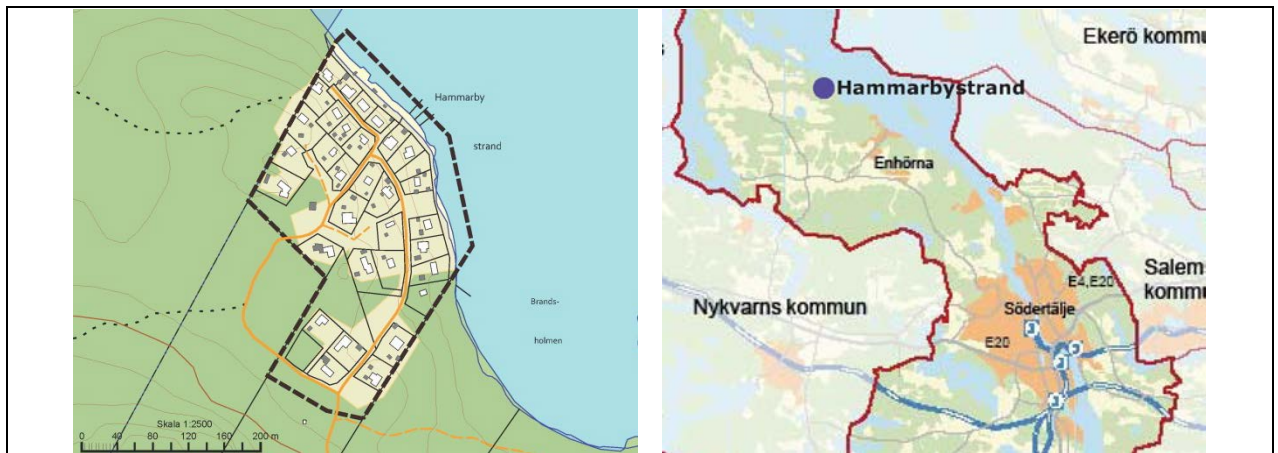 Hammarby
strand
Brands-
holmen
Skala 1:2500
0 40 80 120 160 200 m
Ekerö kommu
Hammarbystrand
Enhörna
Nykvarns kommun
Salem
kommu
E4,E20
Södertälje
E20